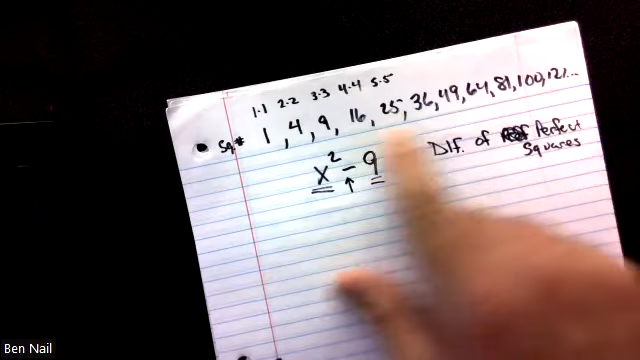 1·1 2·2 3·3 4·4 5·5
Sq # 1, 4, 9, 16, 25, 36, 49, 64, 81, 100, 121...
x² - 9
↑
Dif. of Perfect
Squares
Ben Nail